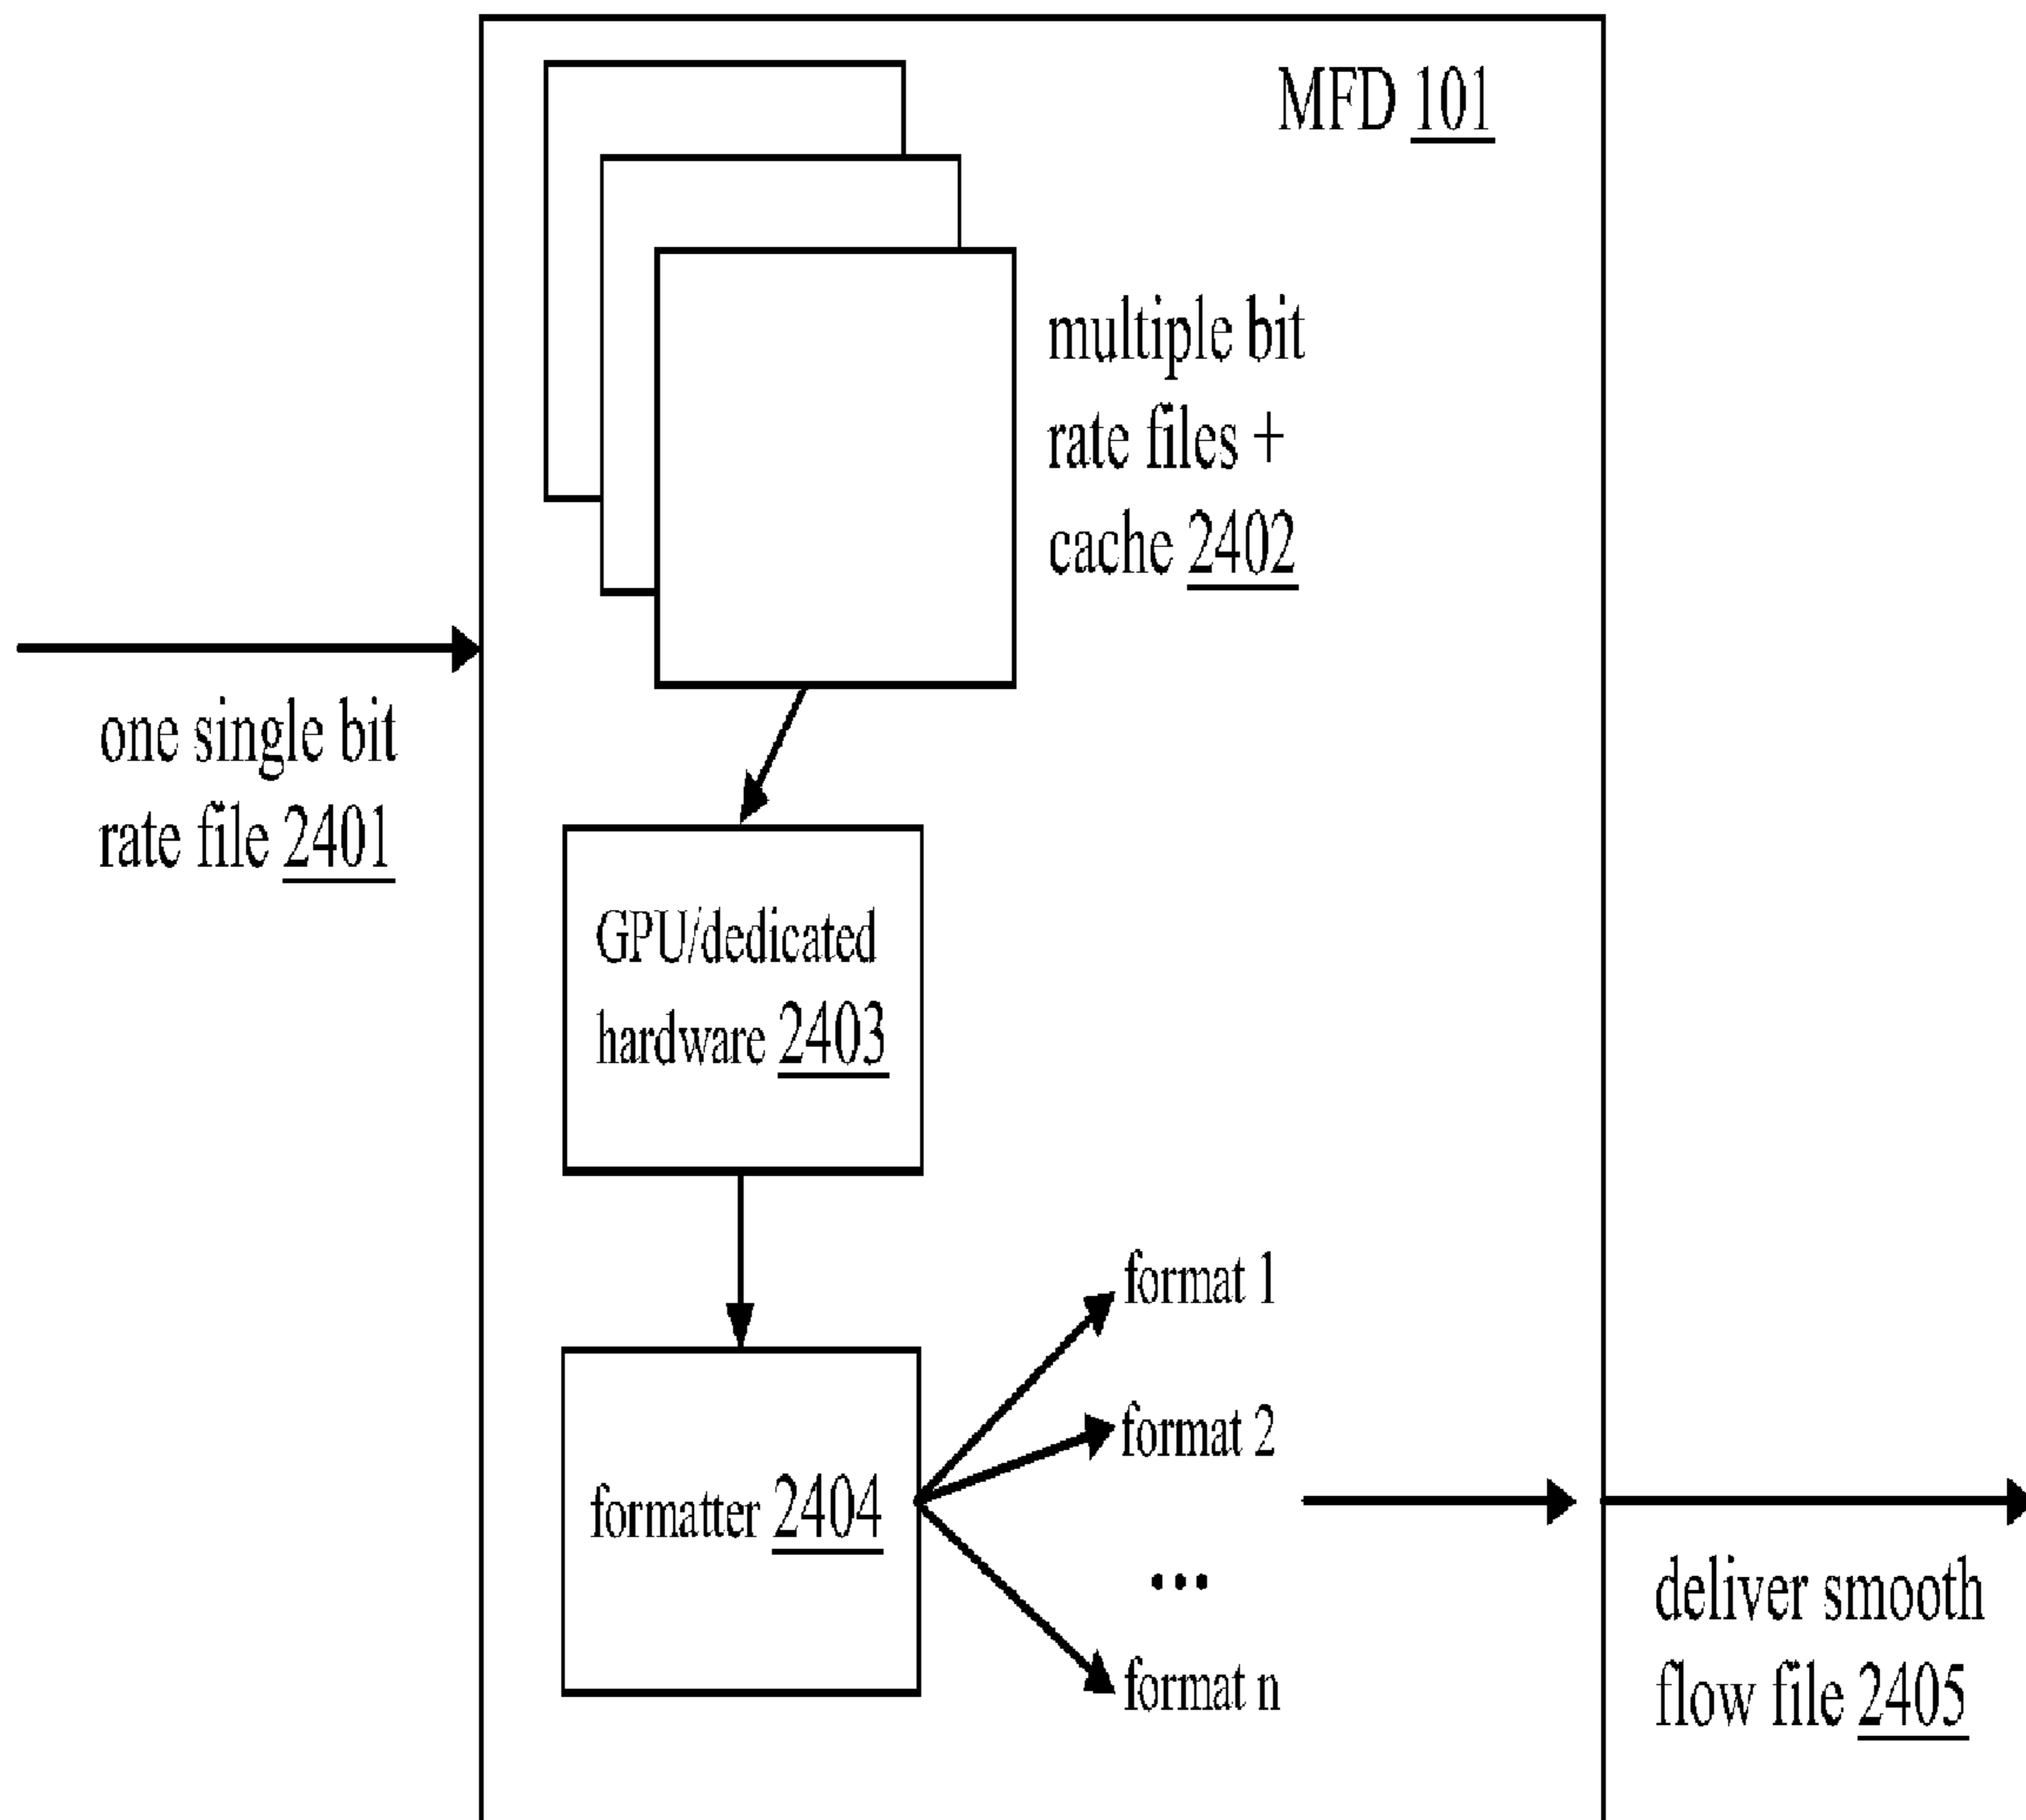 MFD 101
multiple bit
rate files +
cache 2402
one single bit
rate file 2401
GPU/dedicated
hardware 2403
format 1
format 2
formatter 2404
...
format n
deliver smooth
flow file 2405